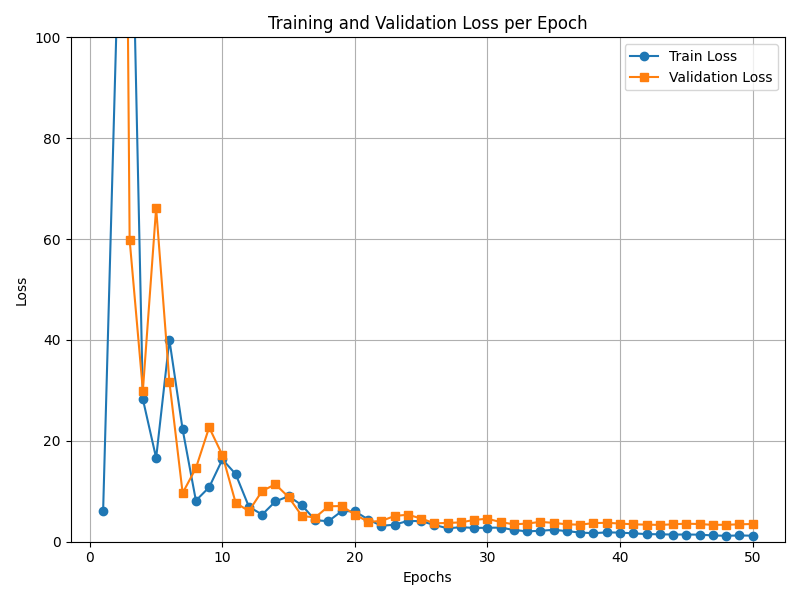 Training and Validation Loss per Epoch
Train Loss
Validation Loss
100
80
60
40
20
0
Loss
0 10 20 30 40 50
Epochs